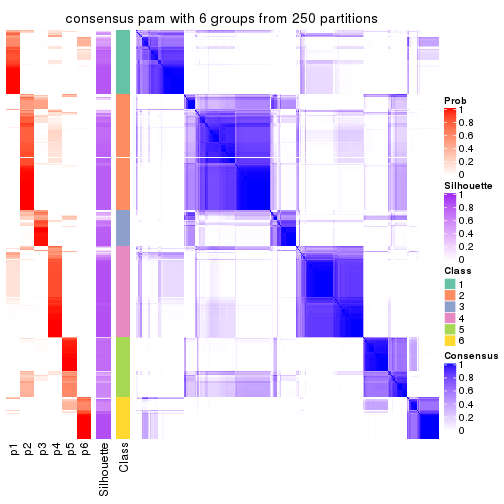 consensus pam with 6 groups from 250 partitions
Prob
1
0.8
0.6
0.4
0.2
0
Silhouette
1
0.8
0.6
0.4
0.2
0
Class
1
2
3
4
5
6
Consensus
1
0.8
0.6
0.4
0.2
0
p1
p2
p3
p4
p5
p6
Silhouette
Class